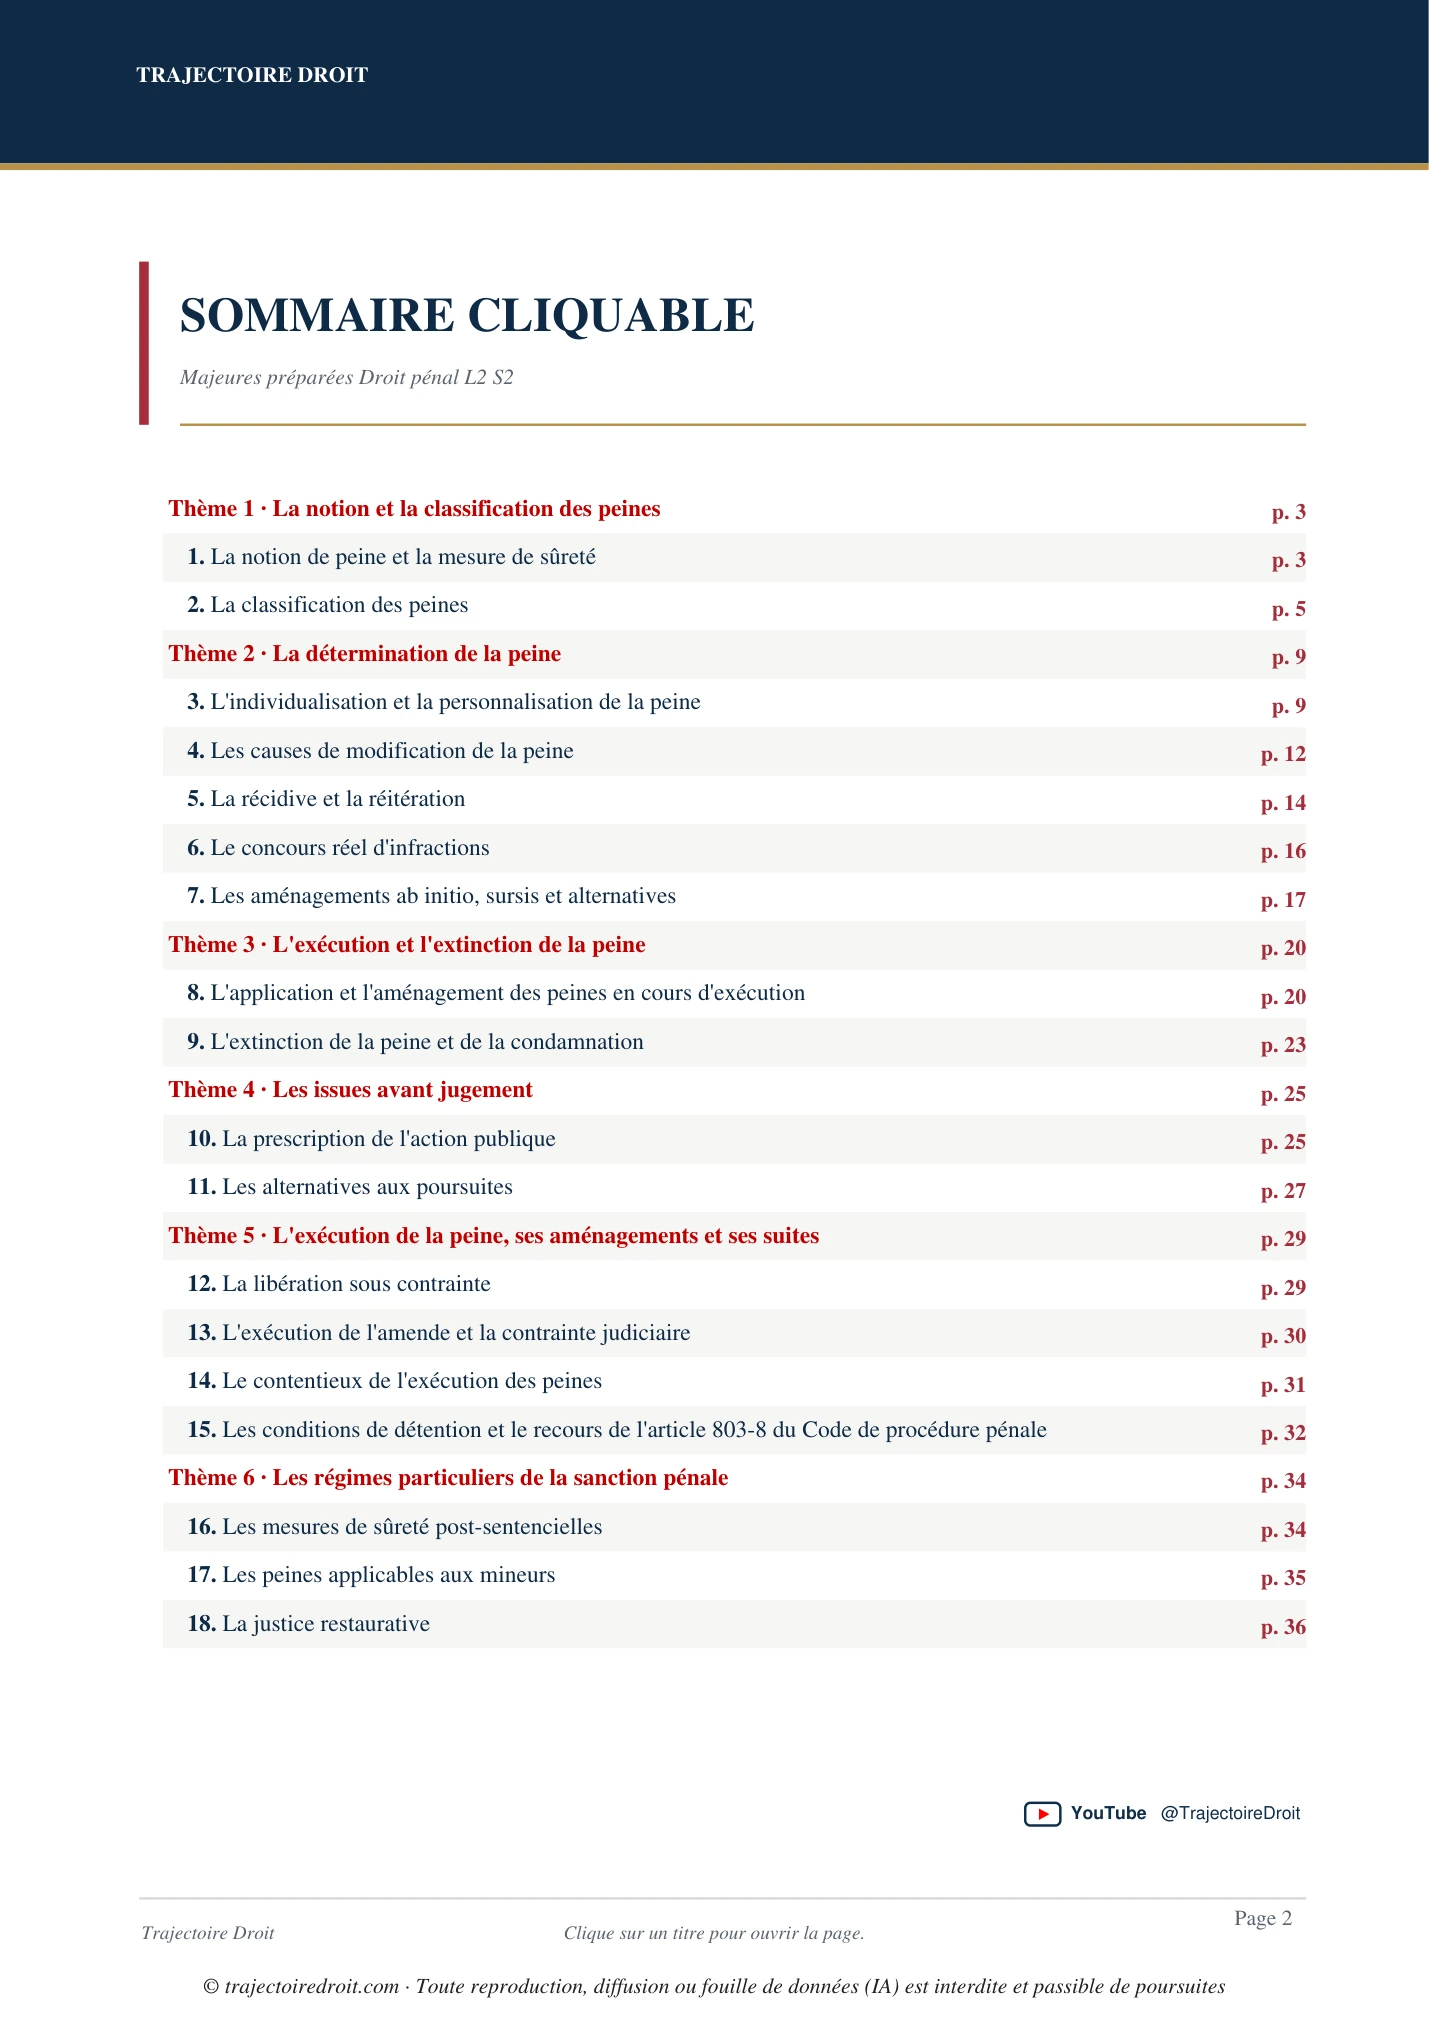 TRAJECTOIRE DROIT
SOMMAIRE CLIQUABLE
Majeures préparées Droit pénal L2 S2
Thème 1 · La notion et la classification des peines p. 3
1. La notion de peine et la mesure de sûreté p. 3
2. La classification des peines p. 5
Thème 2 · La détermination de la peine p. 9
3. L'individualisation et la personnalisation de la peine p. 9
4. Les causes de modification de la peine p. 12
5. La récidive et la réitération p. 14
6. Le concours réel d'infractions p. 16
7. Les aménagements ab initio, sursis et alternatives p. 17
Thème 3 · L'exécution et l'extinction de la peine p. 20
8. L'application et l'aménagement des peines en cours d'exécution p. 20
9. L'extinction de la peine et de la condamnation p. 23
Thème 4 · Les issues avant jugement p. 25
10. La prescription de l'action publique p. 25
11. Les alternatives aux poursuites p. 27
Thème 5 · L'exécution de la peine, ses aménagements et ses suites p. 29
12. La libération sous contrainte p. 29
13. L'exécution de l'amende et la contrainte judiciaire p. 30
14. Le contentieux de l'exécution des peines p. 31
15. Les conditions de détention et le recours de l'article 803-8 du Code de procédure pénale p. 32
Thème 6 · Les régimes particuliers de la sanction pénale p. 34
16. Les mesures de sûreté post-sentencielles p. 34
17. Les peines applicables aux mineurs p. 35
18. La justice restaurative p. 36
YouTube @TrajectoireDroit
Page 2
Trajectoire Droit Clique sur un titre pour ouvrir la page.
© trajectoiredroit.com · Toute reproduction, diffusion ou fouille de données (IA) est interdite et passible de poursuites